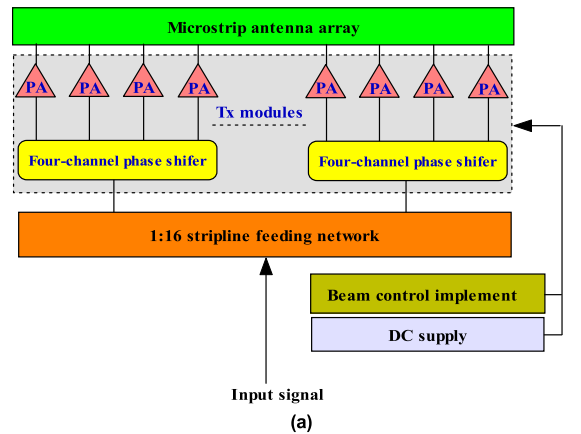 Microstrip antenna array
PA PA PA PA PA PA PA PA
Tx modules
Four-channel phase shifer Four-channel phase shifer
1:16 stripline feeding network
Beam control implement
DC supply
Input signal
(a)